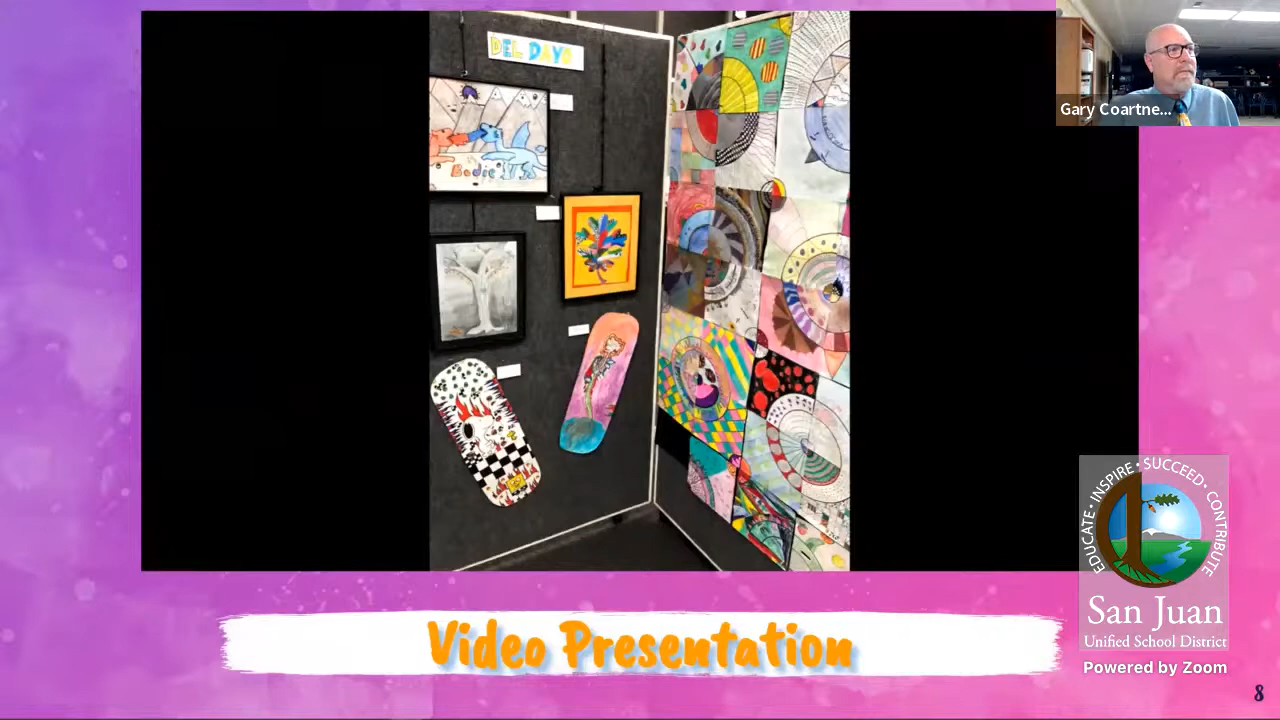 DEL DAYO
Bodie
Gary Coartne...
EDUCATE • INSPIRE • SUCCEED • CONTRIBUTE
San Juan
Unified School District
Powered by Zoom
Video Presentation
8